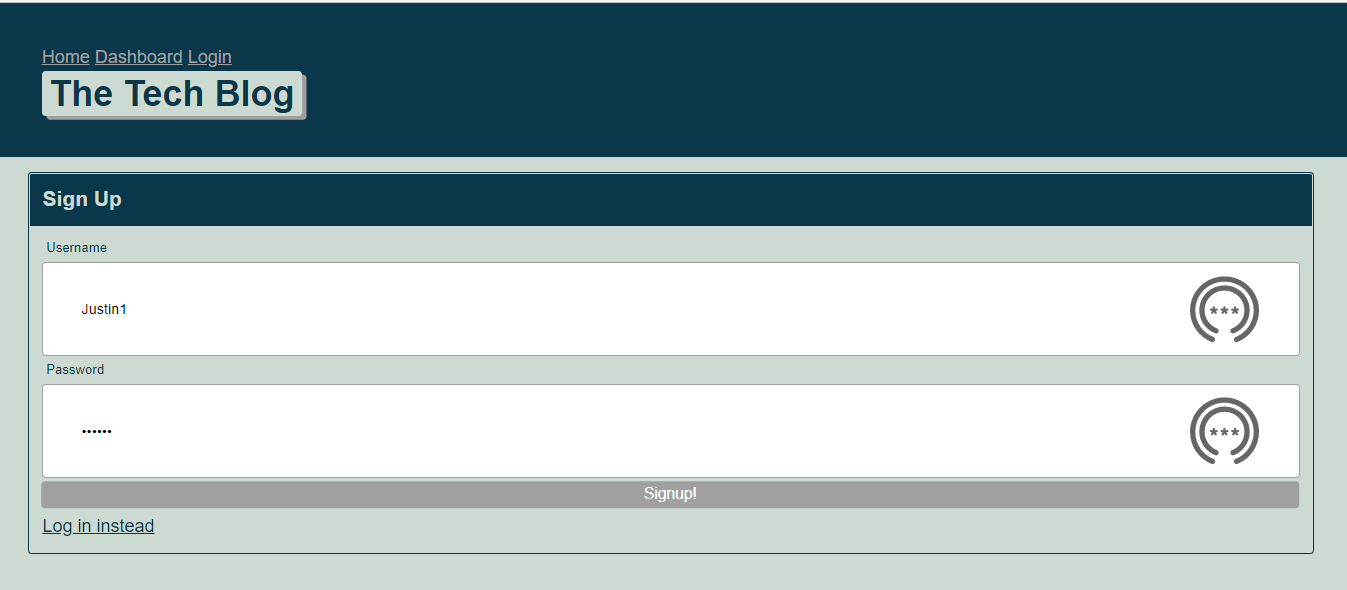 Home Dashboard Login
The Tech Blog
Sign Up
Username
Justin1
***
Password
••••••
***
Signup!
Log in instead